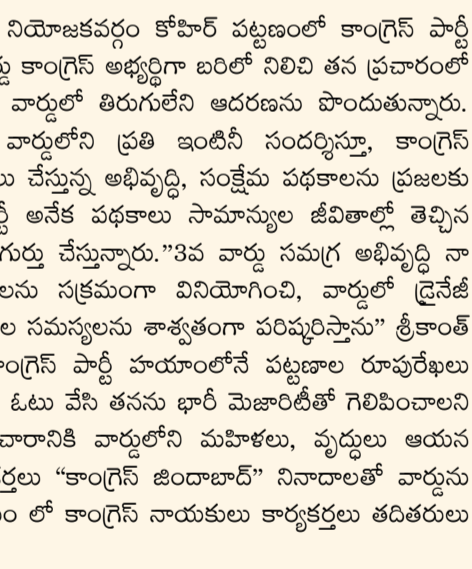 నియోజకవర్గం కోహిర్ పట్టణంలో కాంగ్రెస్ పార్టీ
కాంగ్రెస్ అభ్యర్థిగా బరిలో నిలిచి తన ప్రచారంలో
వార్డులో తిరుగులేని ఆదరణను పొందుతున్నారు.
వార్డులోని ప్రతి ఇంటినీ సందర్శిస్తూ, కాంగ్రెస్
చేస్తున్న అభివృద్ధి, సంక్షేమ పథకాలను ప్రజలకు
అనేక పథకాలు సామాన్యుల జీవితాల్లో తెచ్చిన
గుర్తు చేస్తున్నారు.”3వ వార్డు సమగ్ర అభివృద్ధి నా
లను సక్రమంగా వినియోగించి, వార్డులో డ్రైనేజీ
ల సమస్యలను శాశ్వతంగా పరిష్కరిస్తాను” శ్రీకాంత్
పార్టీ హయాంలోనే పట్టణాల రూపురేఖలు
ఓటు వేసి తనను భారీ మెజారిటీతో గెలిపించాలని
చారానికి వార్డులోని మహిళలు, వృద్ధులు ఆయన
“కాంగ్రెస్ జిందాబాద్” నినాదాలతో వార్డును
లో కాంగ్రెస్ నాయకులు కార్యకర్తలు తదితరులు